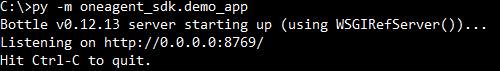 C:\>py -m oneagent_sdk.demo_app
Bottle v0.12.13 server starting up (using WSGIRefServer())...
Listening on http://0.0.0.0:8769/
Hit Ctrl-C to quit.